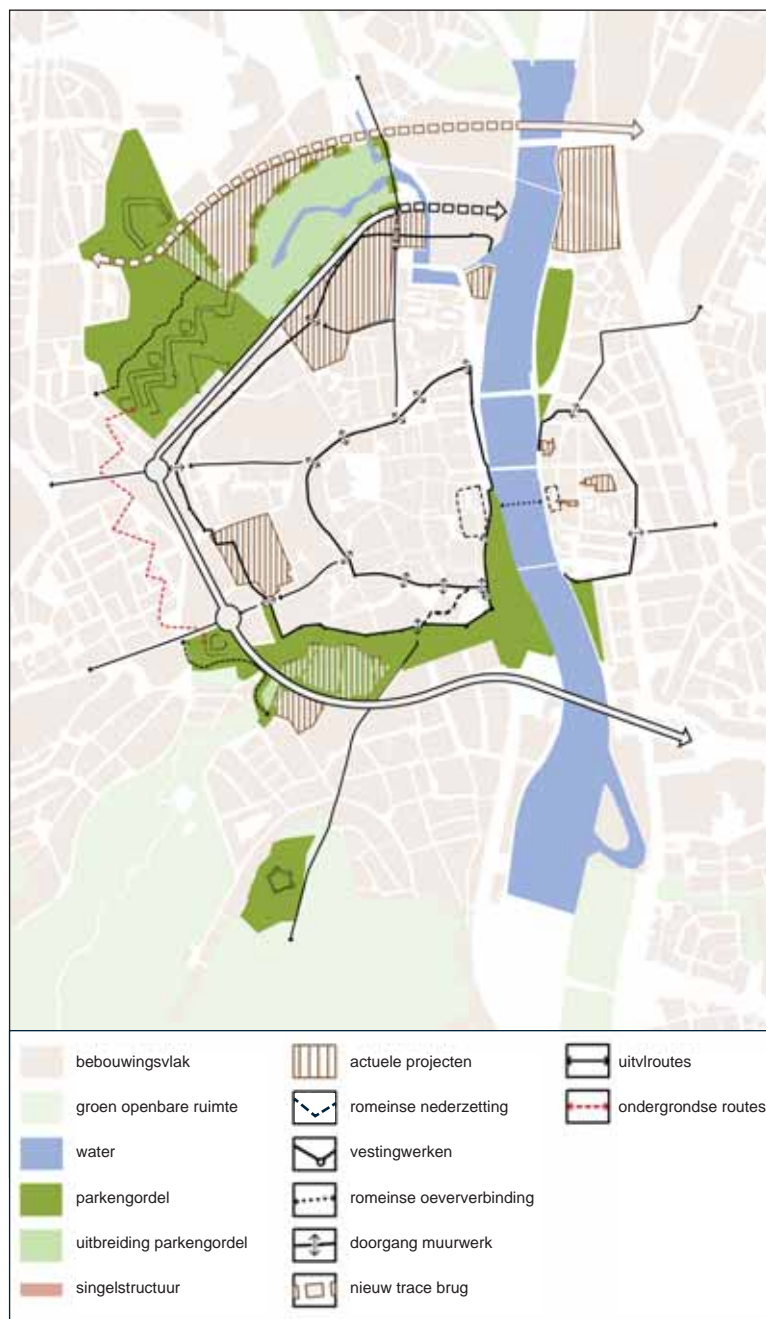 bebouwingsvlak
groen openbare ruimte
water
parkengordel
uitbreiding parkengordel
singelstructuur
actuele projecten
romeinse nederzetting
vestingwerken
romeinse oeververbinding
doorgang muurwerk
nieuw trace brug
uitvlroutes
ondergrondse routes